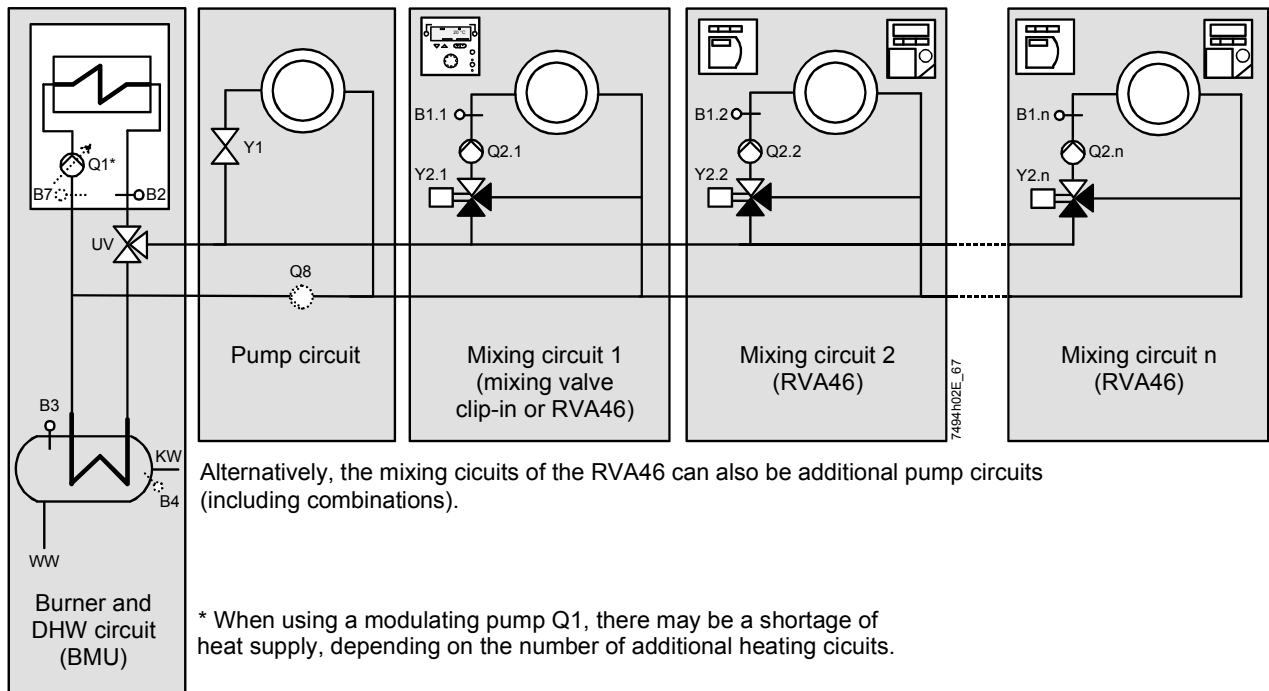 20 °C
B1.1
B1.2
B1.n
Q1*
Y1
Q2.1
Q2.2
Q2.n
B7
B2
Y2.1
Y2.2
Y2.n
UV
Q8
Pump circuit
Mixing circuit 1
(mixing valve
clip-in or RVA46)
Mixing circuit 2
(RVA46)
7494h02E_67
Mixing circuit n
(RVA46)
B3
KW
B4
WW
Burner and
DHW circuit
(BMU)
Alternatively, the mixing cicuits of the RVA46 can also be additional pump circuits
(including combinations).
* When using a modulating pump Q1, there may be a shortage of
heat supply, depending on the number of additional heating cicuits.